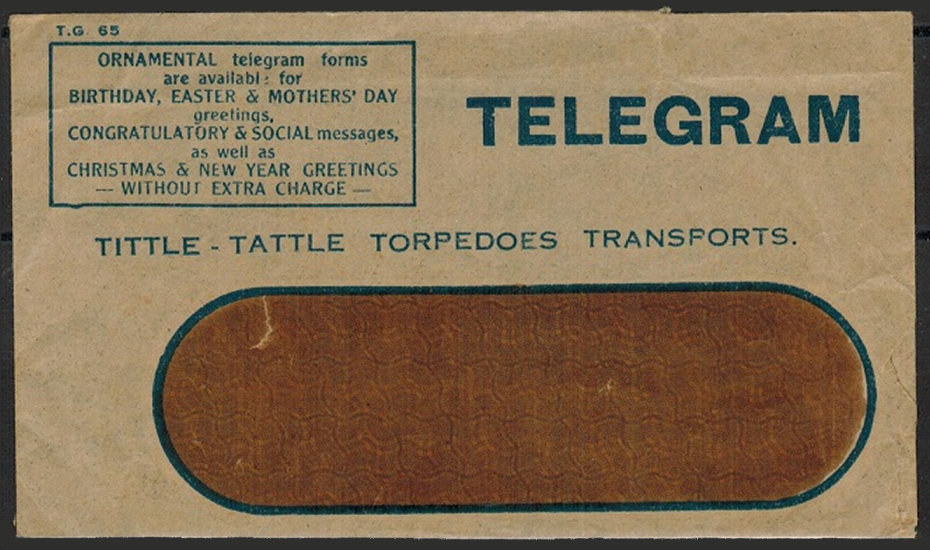 T.G. 65
ORNAMENTAL telegram forms
are available for
BIRTHDAY, EASTER & MOTHERS' DAY
greetings,
CONGRATULATORY & SOCIAL messages,
as well as
CHRISTMAS & NEW YEAR GREETINGS
— WITHOUT EXTRA CHARGE —
TELEGRAM
TITTLE - TATTLE TORPEDOES TRANSPORTS.